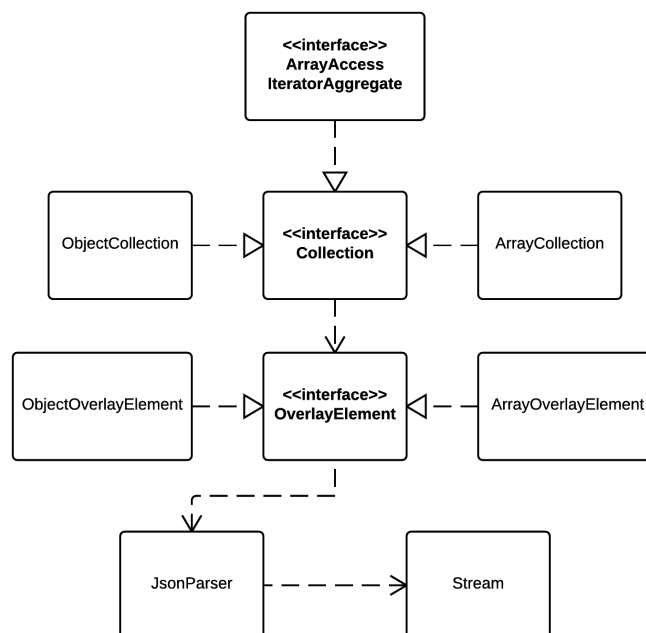 <<interface>>
ArrayAccess
IteratorAggregate
ObjectCollection
<<interface>>
Collection
ArrayCollection
ObjectOverlayElement
<<interface>>
OverlayElement
ArrayOverlayElement
JsonParser
Stream